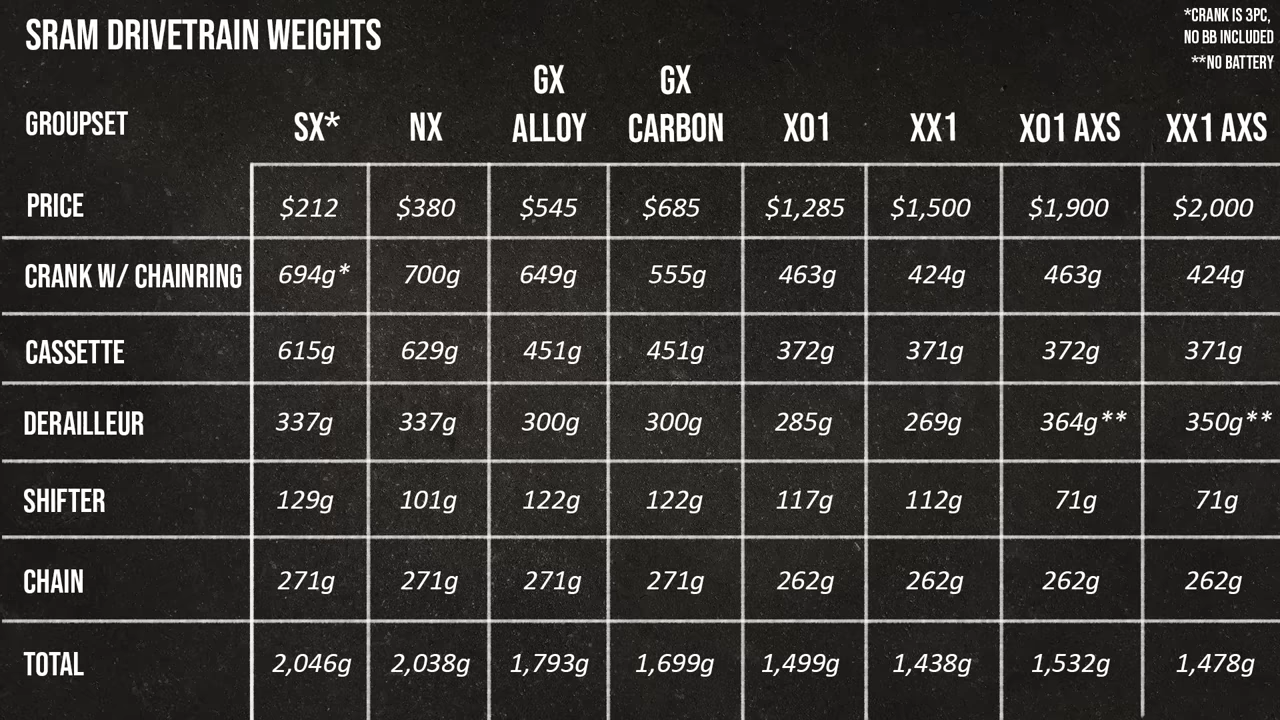 SRAM DRIVETRAIN WEIGHTS
*CRANK IS 3PC,
NO BB INCLUDED
**NO BATTERY
GROUPSET SX* NX GX ALLOY GX CARBON X01 XX1 X01 AXS XX1 AXS
PRICE $212 $380 $545 $685 $1,285 $1,500 $1,900 $2,000
CRANK W/ CHAINRING 694g* 700g 649g 555g 463g 424g 463g 424g
CASSETTE 615g 629g 451g 451g 372g 371g 372g 371g
DERAILLEUR 337g 337g 300g 300g 285g 269g 364g** 350g**
SHIFTER 129g 101g 122g 122g 117g 112g 71g 71g
CHAIN 271g 271g 271g 271g 262g 262g 262g 262g
TOTAL 2,046g 2,038g 1,793g 1,699g 1,499g 1,438g 1,532g 1,478g